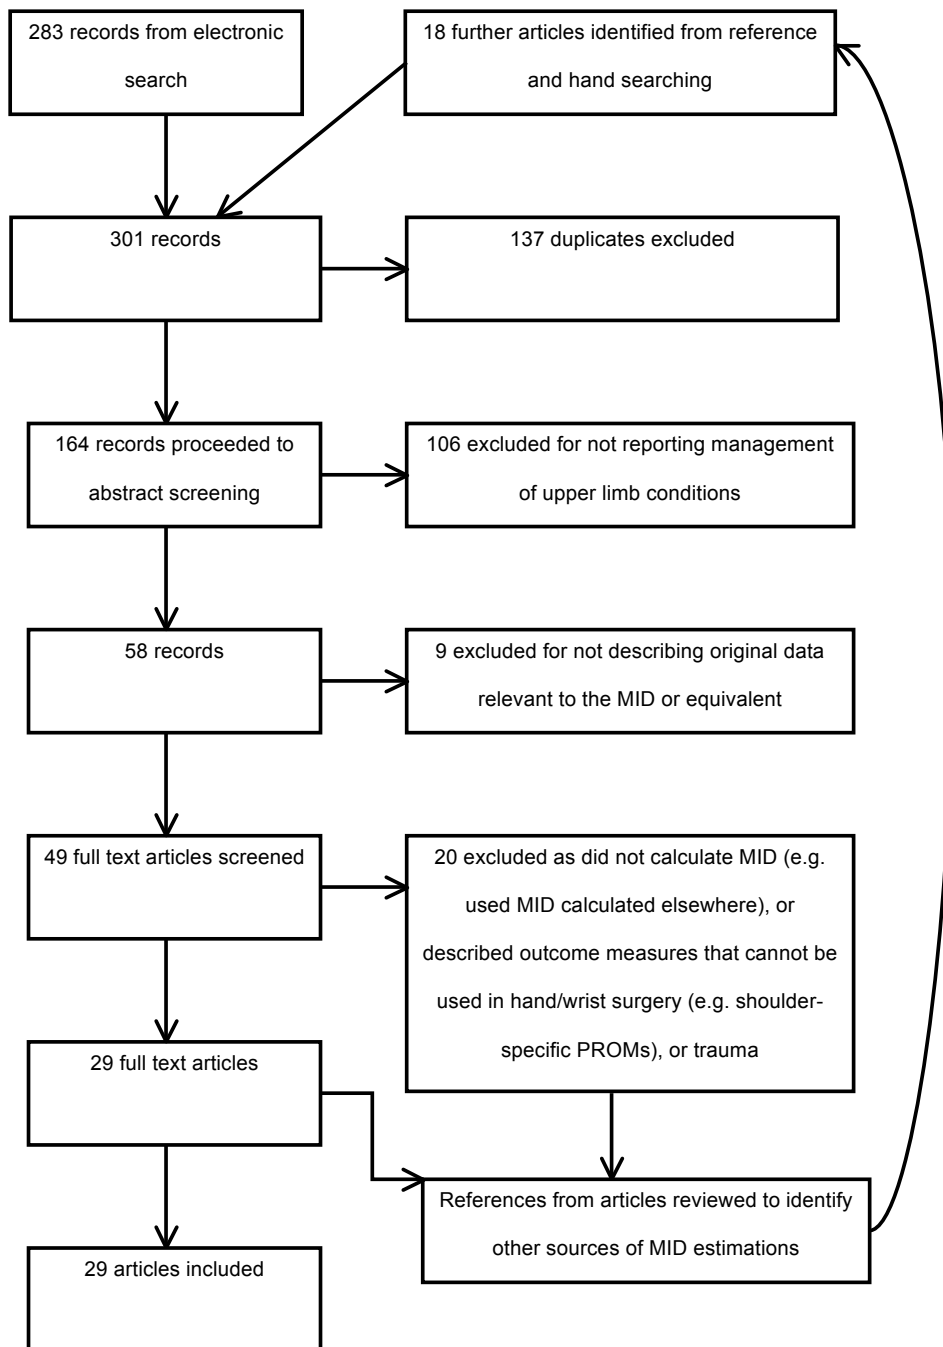 283 records from electronic
search
18 further articles identified from reference
and hand searching
301 records
137 duplicates excluded
164 records proceeded to
abstract screening
106 excluded for not reporting management
of upper limb conditions
58 records
9 excluded for not describing original data
relevant to the MID or equivalent
49 full text articles screened
20 excluded as did not calculate MID (e.g.
used MID calculated elsewhere), or
described outcome measures that cannot be
used in hand/wrist surgery (e.g. shoulder-
specific PROMs), or trauma
29 full text articles
References from articles reviewed to identify
other sources of MID estimations
29 articles included